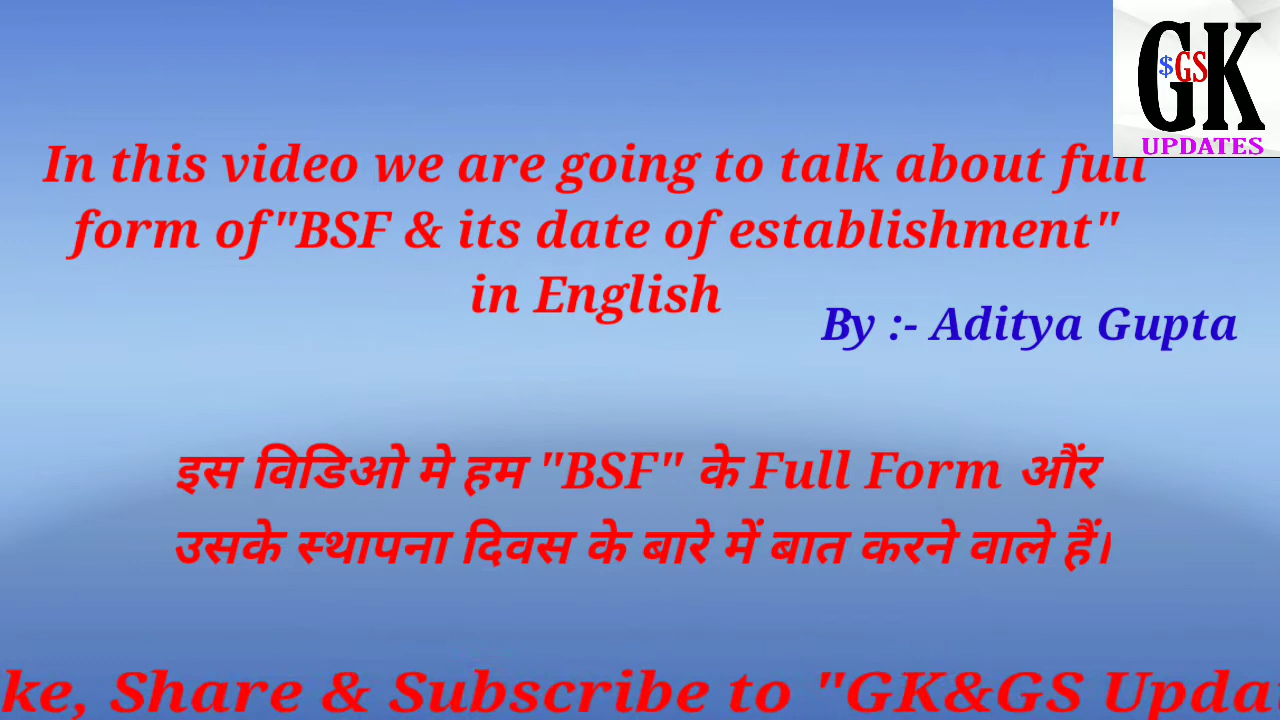 GK
$GS
UPDATES
In this video we are going to talk about full
form of"BSF & its date of establishment"
in English
By :- Aditya Gupta
इस विडिओ मे हम "BSF" के Full Form औंर
उसके स्थापना दिवस के बारे में बात करने वाले हैं।
ke, Share & Subscribe to "GK&GS Upda